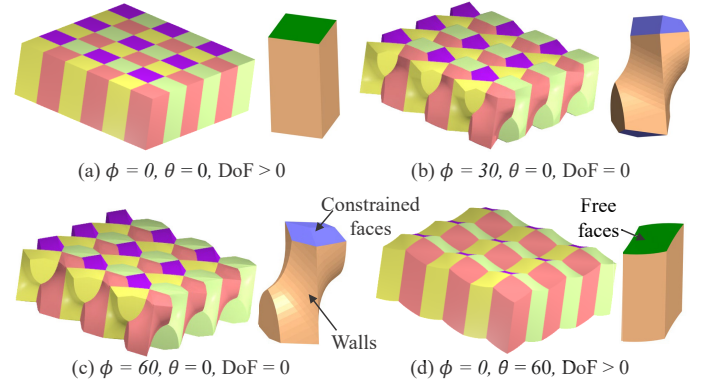 (a) ϕ = 0, θ = 0, DoF > 0
(b) ϕ = 30, θ = 0, DoF = 0
Constrained
faces
Free
faces
Walls
(c) ϕ = 60, θ = 0, DoF = 0
(d) ϕ = 0, θ = 60, DoF > 0